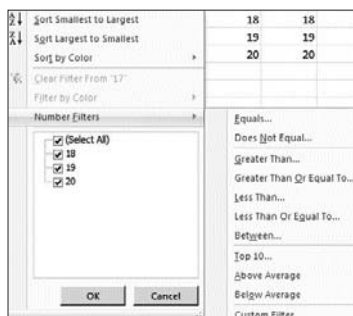 Sort Smallest to Largest
Sort Largest to Smallest
Sort by Color
Clear Filter From "17"
Filter by Color
Number Filters
(Select All)
18
19
20
OK
Cancel
18 18
19 19
20 20
Equals...
Does Not Equal...
Greater Than...
Greater Than Or Equal To...
Less Than...
Less Than Or Equal To...
Between...
Top 10...
Above Average
Below Average
Custom Filter